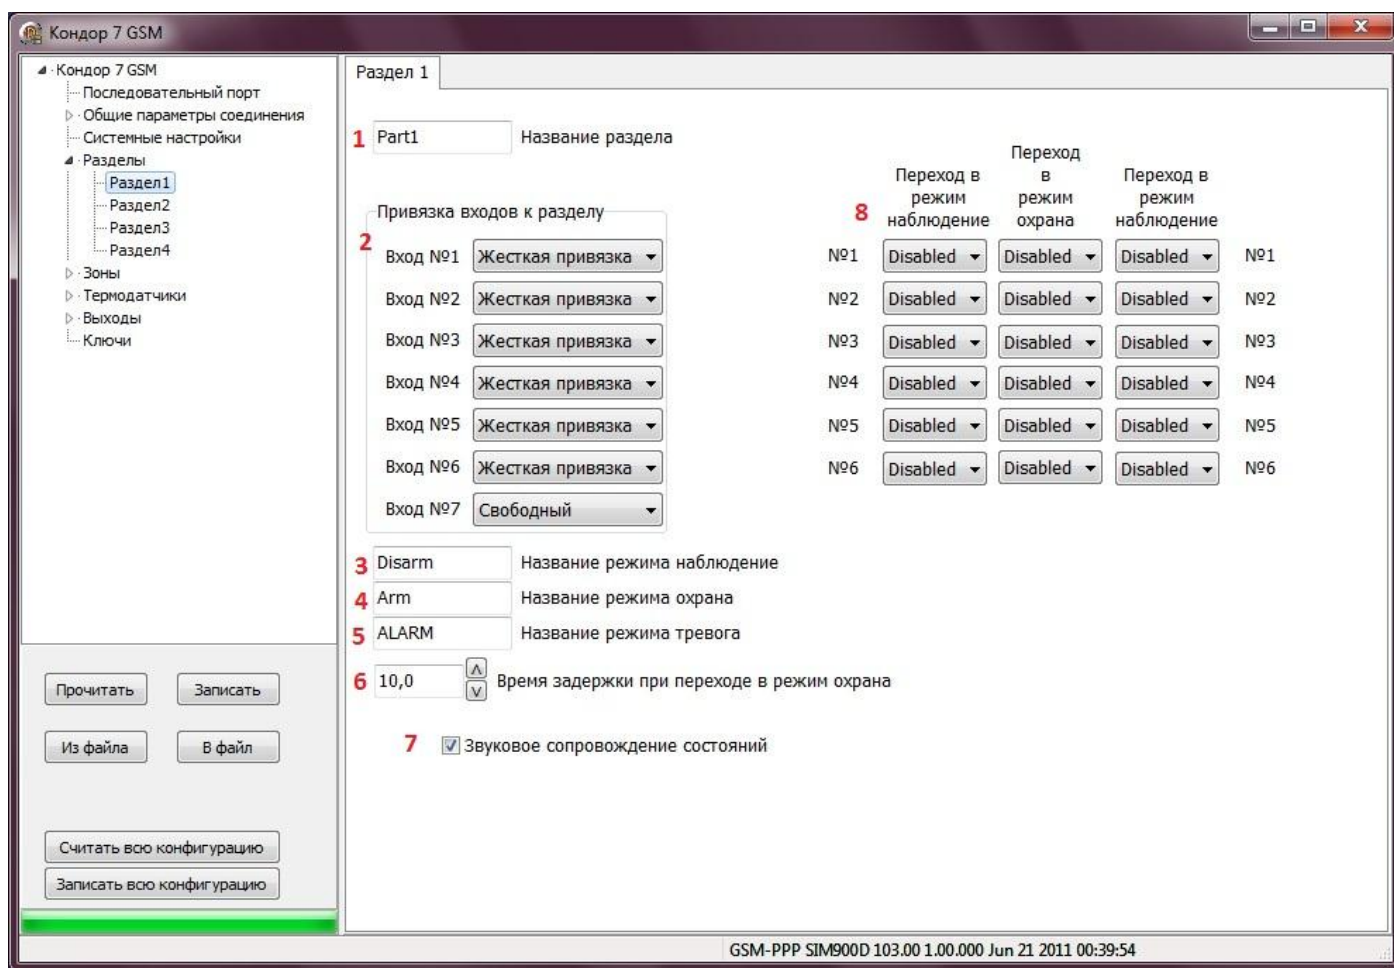 Кондор 7 GSM
Кондор 7 GSM
Последовательный порт
Общие параметры соединения
Системные настройки
Разделы
Раздел1
Раздел2
Раздел3
Раздел4
Зоны
Термодатчики
Выходы
Ключи
Прочитать
Записать
Из файла
В файл
Считать всю конфигурацию
Записать всю конфигурацию
Раздел 1
1 Part1 Название раздела
Привязка входов к разделу
2
Вход №1 Жесткая привязка
Вход №2 Жесткая привязка
Вход №3 Жесткая привязка
Вход №4 Жесткая привязка
Вход №5 Жесткая привязка
Вход №6 Жесткая привязка
Вход №7 Свободный
3 Disarm Название режима наблюдение
4 Arm Название режима охрана
5 ALARM Название режима тревога
6 10,0 Время задержки при переходе в режим охрана
7 Звуковое сопровождение состояний
8
Переход в
режим
наблюдение
Переход
в
режим
охрана
Переход в
режим
наблюдение
№1 Disabled Disabled Disabled №1
№2 Disabled Disabled Disabled №2
№3 Disabled Disabled Disabled №3
№4 Disabled Disabled Disabled №4
№5 Disabled Disabled Disabled №5
№6 Disabled Disabled Disabled №6
GSM-PPP SIM900D 103.00 1.00.000 Jun 21 2011 00:39:54